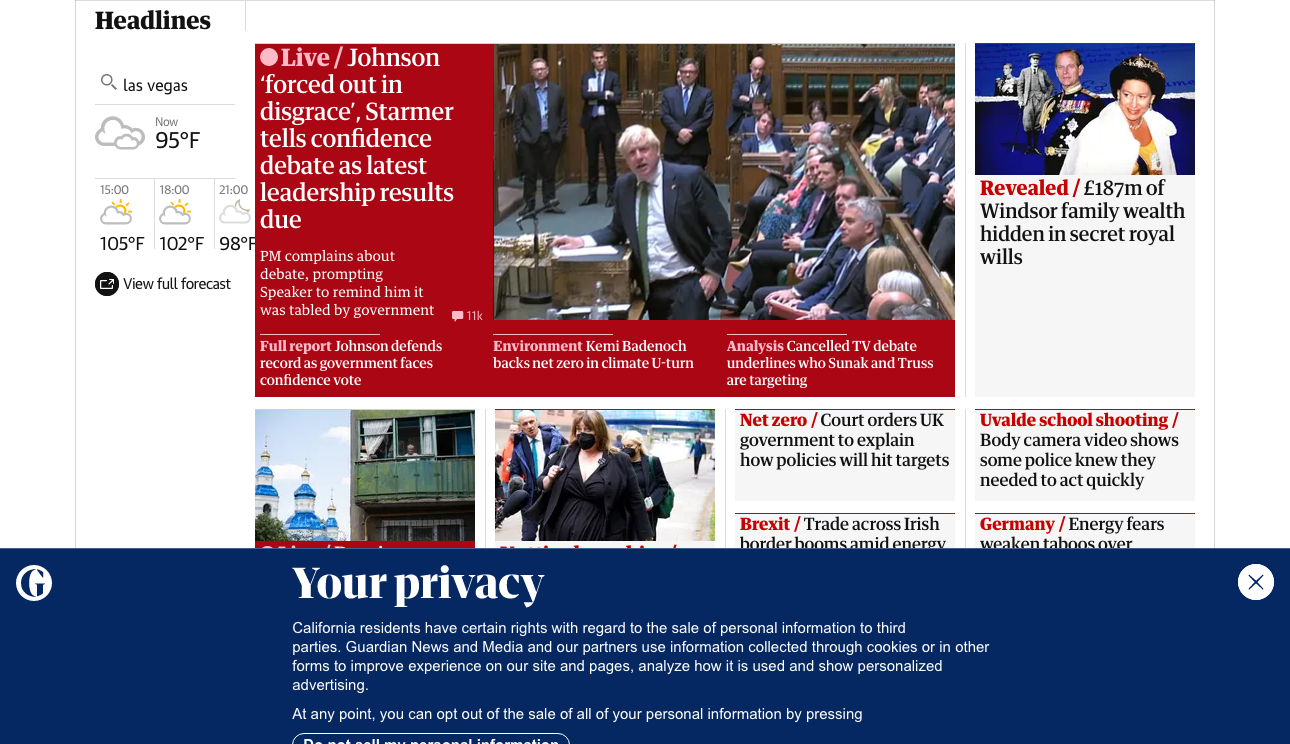 Headlines
las vegas
Now
95°F
15:00
105°F
18:00
102°F
21:00
98°F
View full forecast
Live / Johnson
‘forced out in
disgrace’, Starmer
tells confidence
debate as latest
leadership results
due
PM complains about
debate, prompting
Speaker to remind him it
was tabled by government
11k
Full report Johnson defends
record as government faces
confidence vote
Environment Kemi Badenoch
backs net zero in climate U-turn
Analysis Cancelled TV debate
underlines who Sunak and Truss
are targeting
Revealed / £187m of
Windsor family wealth
hidden in secret royal
wills
Net zero / Court orders UK
government to explain
how policies will hit targets
Uvalde school shooting /
Body camera video shows
some police knew they
needed to act quickly
Brexit / Trade across Irish
border booms amid energy
Germany / Energy fears
weaken taboos over
Your privacy
California residents have certain rights with regard to the sale of personal information to third
parties. Guardian News and Media and our partners use information collected through cookies or in other
forms to improve experience on our site and pages, analyze how it is used and show personalized
advertising.
At any point, you can opt out of the sale of all of your personal information by pressing
Do not sell my personal information